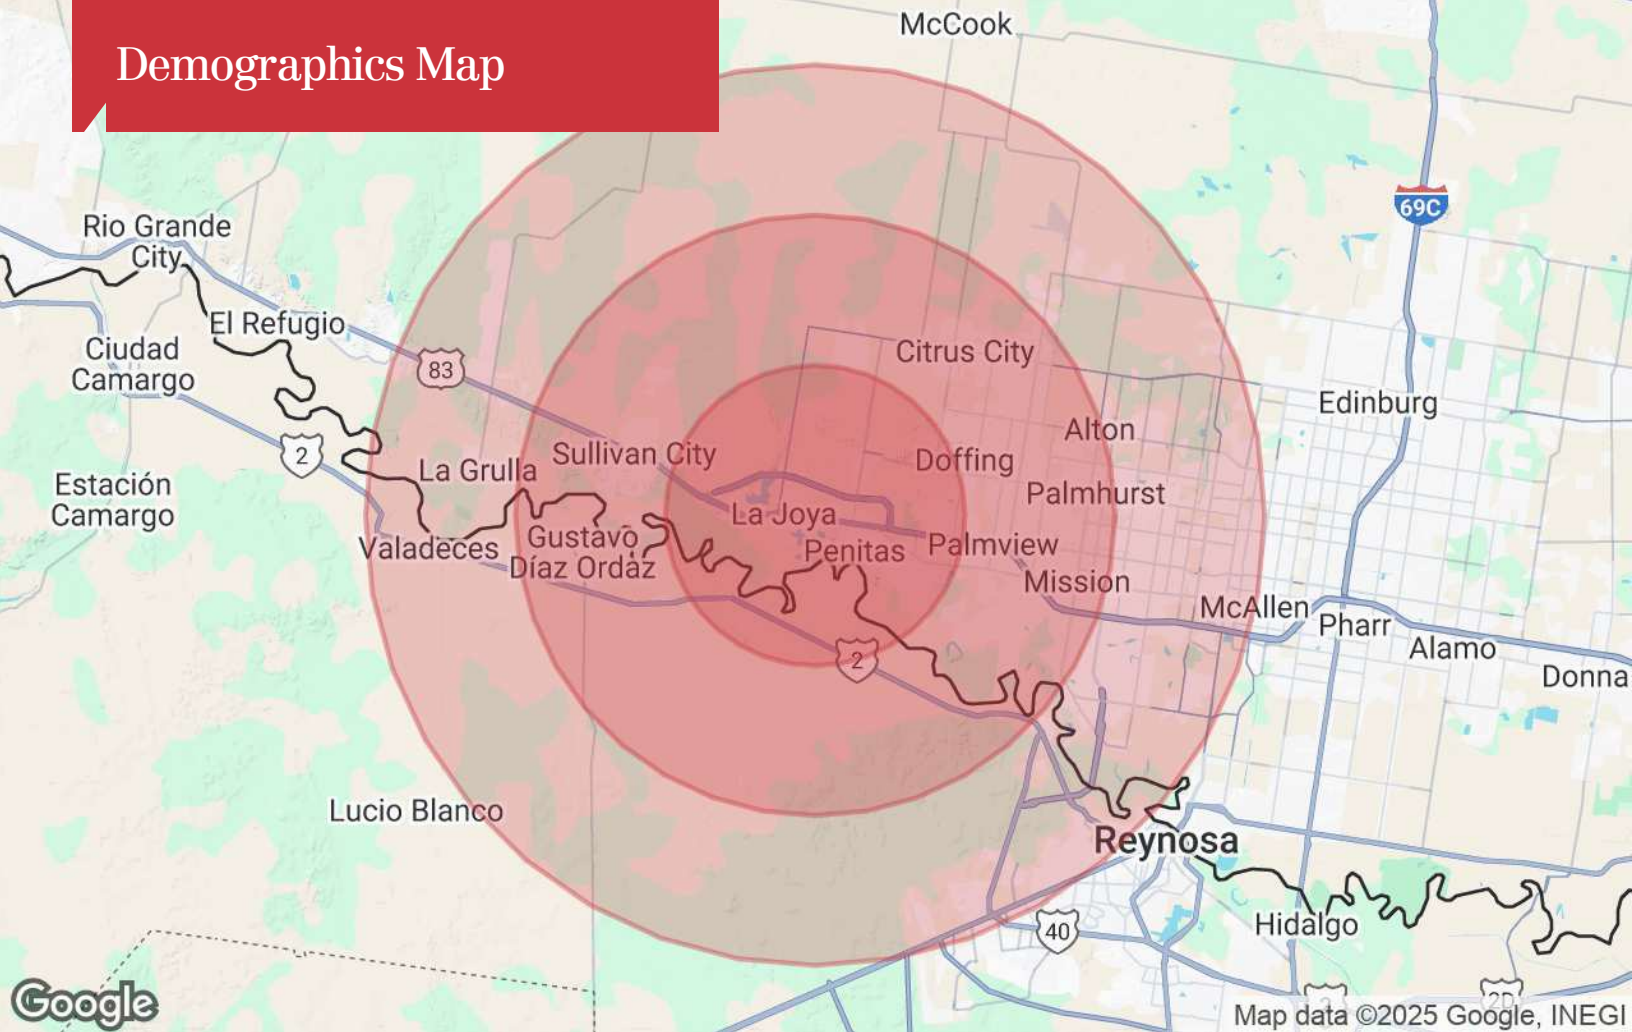 Demographics Map
McCook
69C
Rio Grande
City
El Refugio
Ciudad
Camargo
83
Citrus City
Edinburg
Alton
2
La Grulla
Sullivan City
Doffing
Estación
Camargo
Palmhurst
La Joya
Valadeces
Gustavo
Díaz Ordaz
Penitas
Palmview
Mission
McAllen
Pharr
Alamo
Donna
2
Lucio Blanco
Reynosa
40
Hidalgo
2D
Google
Map data ©2025 Google, INEGI